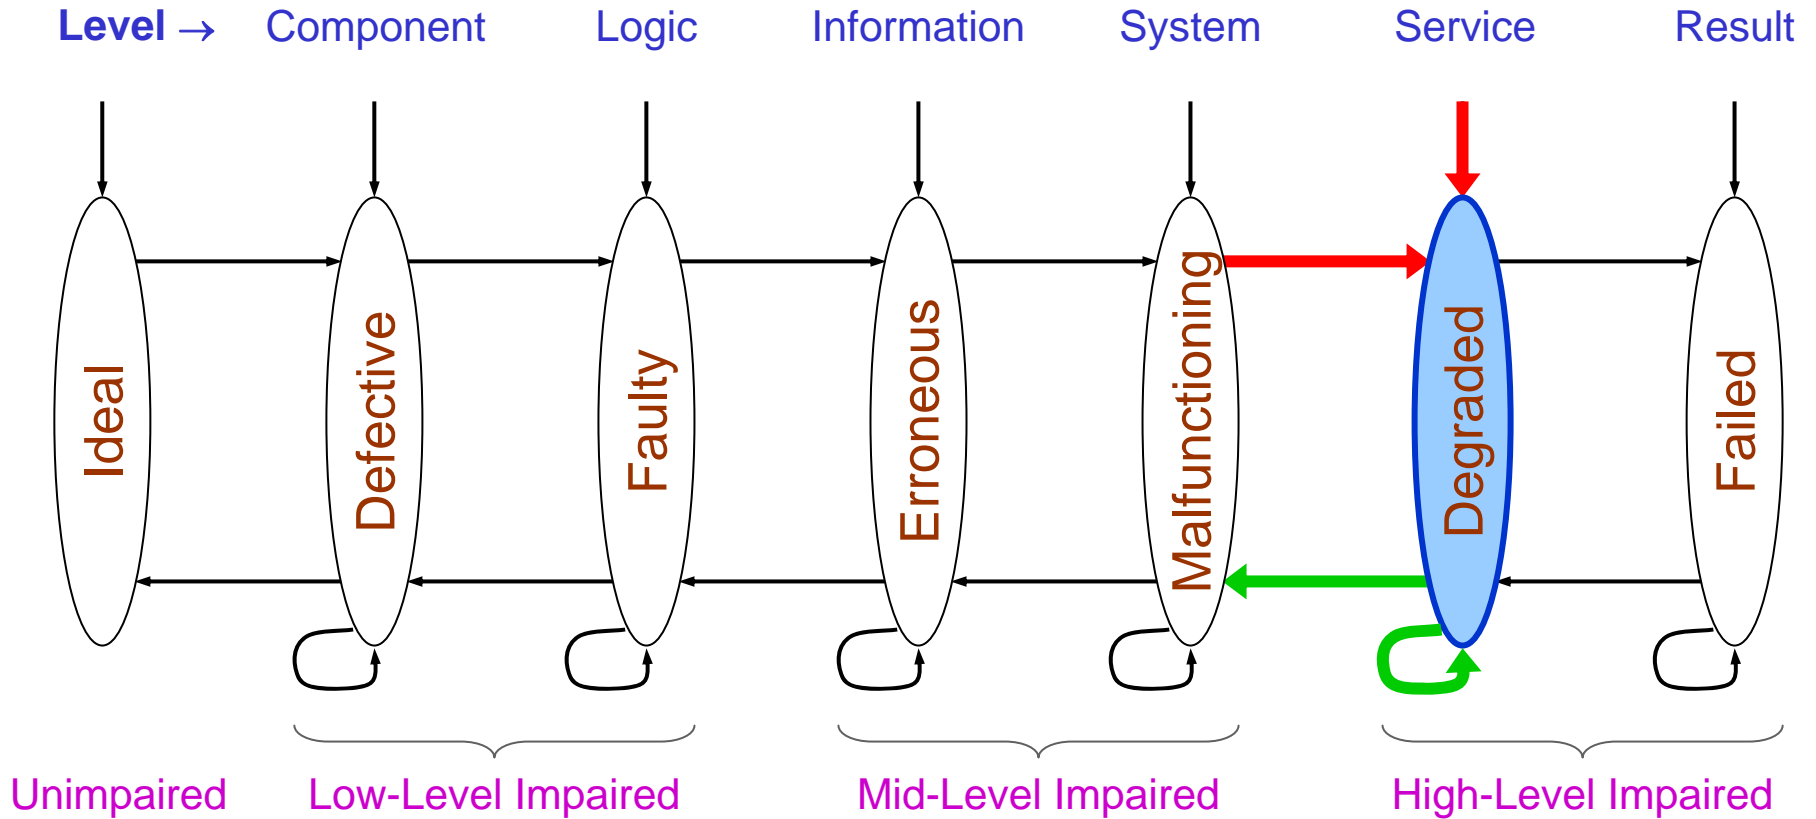 Level → Component Logic Information System Service Result
Ideal
Defective
Faulty
Erroneous
Malfunctioning
Degraded
Failed
Unimpaired Low-Level Impaired Mid-Level Impaired High-Level Impaired